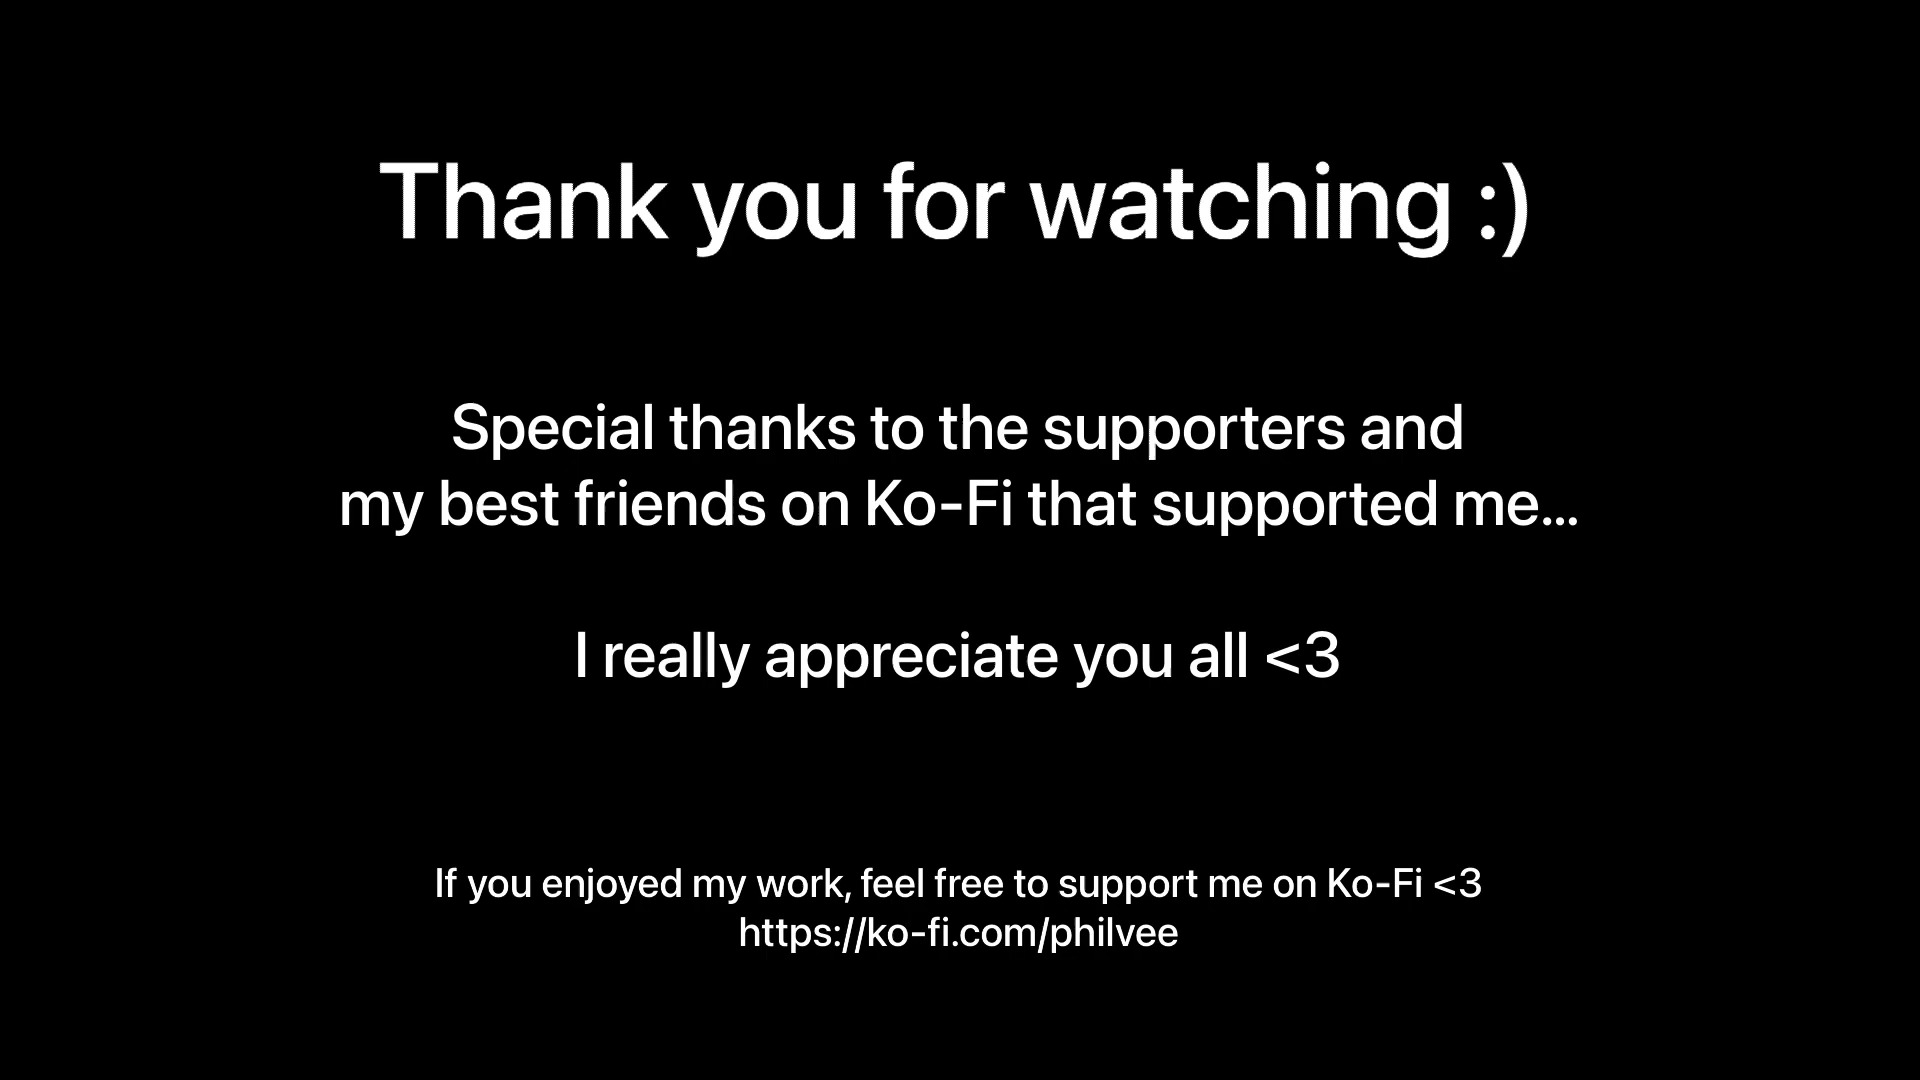 Thank you for watching :)
Special thanks to the supporters and
my best friends on Ko-Fi that supported me...
I really appreciate you all <3
If you enjoyed my work, feel free to support me on Ko-Fi <3
https://ko-fi.com/philvee